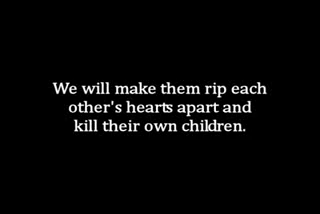 We will make them rip each
other's hearts apart and
kill their own children.